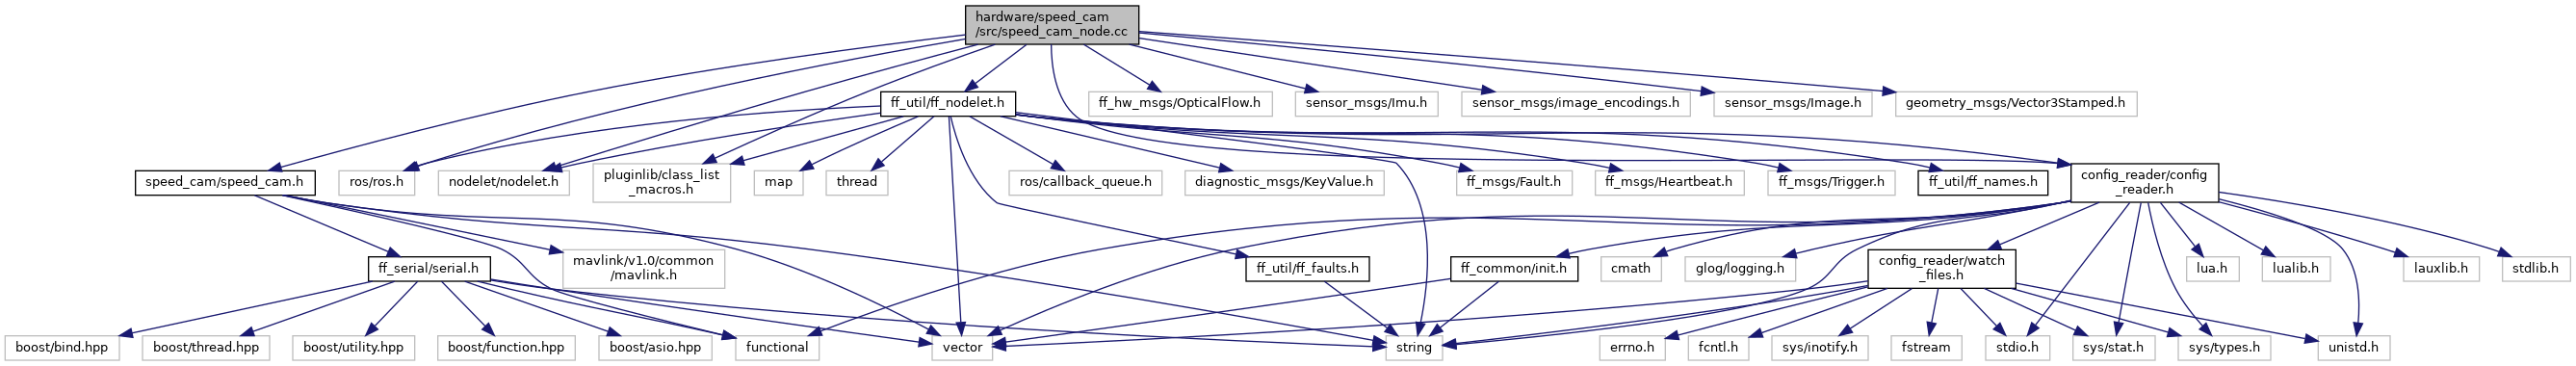 hardware/speed_cam
/src/speed_cam_node.cc
ff_util/ff_nodelet.h
ff_hw_msgs/OpticalFlow.h
sensor_msgs/Imu.h
sensor_msgs/image_encodings.h
sensor_msgs/Image.h
geometry_msgs/Vector3Stamped.h
speed_cam/speed_cam.h
ros/ros.h
nodelet/nodelet.h
pluginlib/class_list
_macros.h
map
thread
ros/callback_queue.h
diagnostic_msgs/KeyValue.h
ff_msgs/Fault.h
ff_msgs/Heartbeat.h
ff_msgs/Trigger.h
ff_util/ff_names.h
config_reader/config
_reader.h
ff_serial/serial.h
mavlink/v1.0/common
/mavlink.h
ff_util/ff_faults.h
ff_common/init.h
cmath
glog/logging.h
config_reader/watch
_files.h
lua.h
lualib.h
lauxlib.h
stdlib.h
boost/bind.hpp
boost/thread.hpp
boost/utility.hpp
boost/function.hpp
boost/asio.hpp
functional
vector
string
errno.h
fcntl.h
sys/inotify.h
fstream
stdio.h
sys/stat.h
sys/types.h
unistd.h